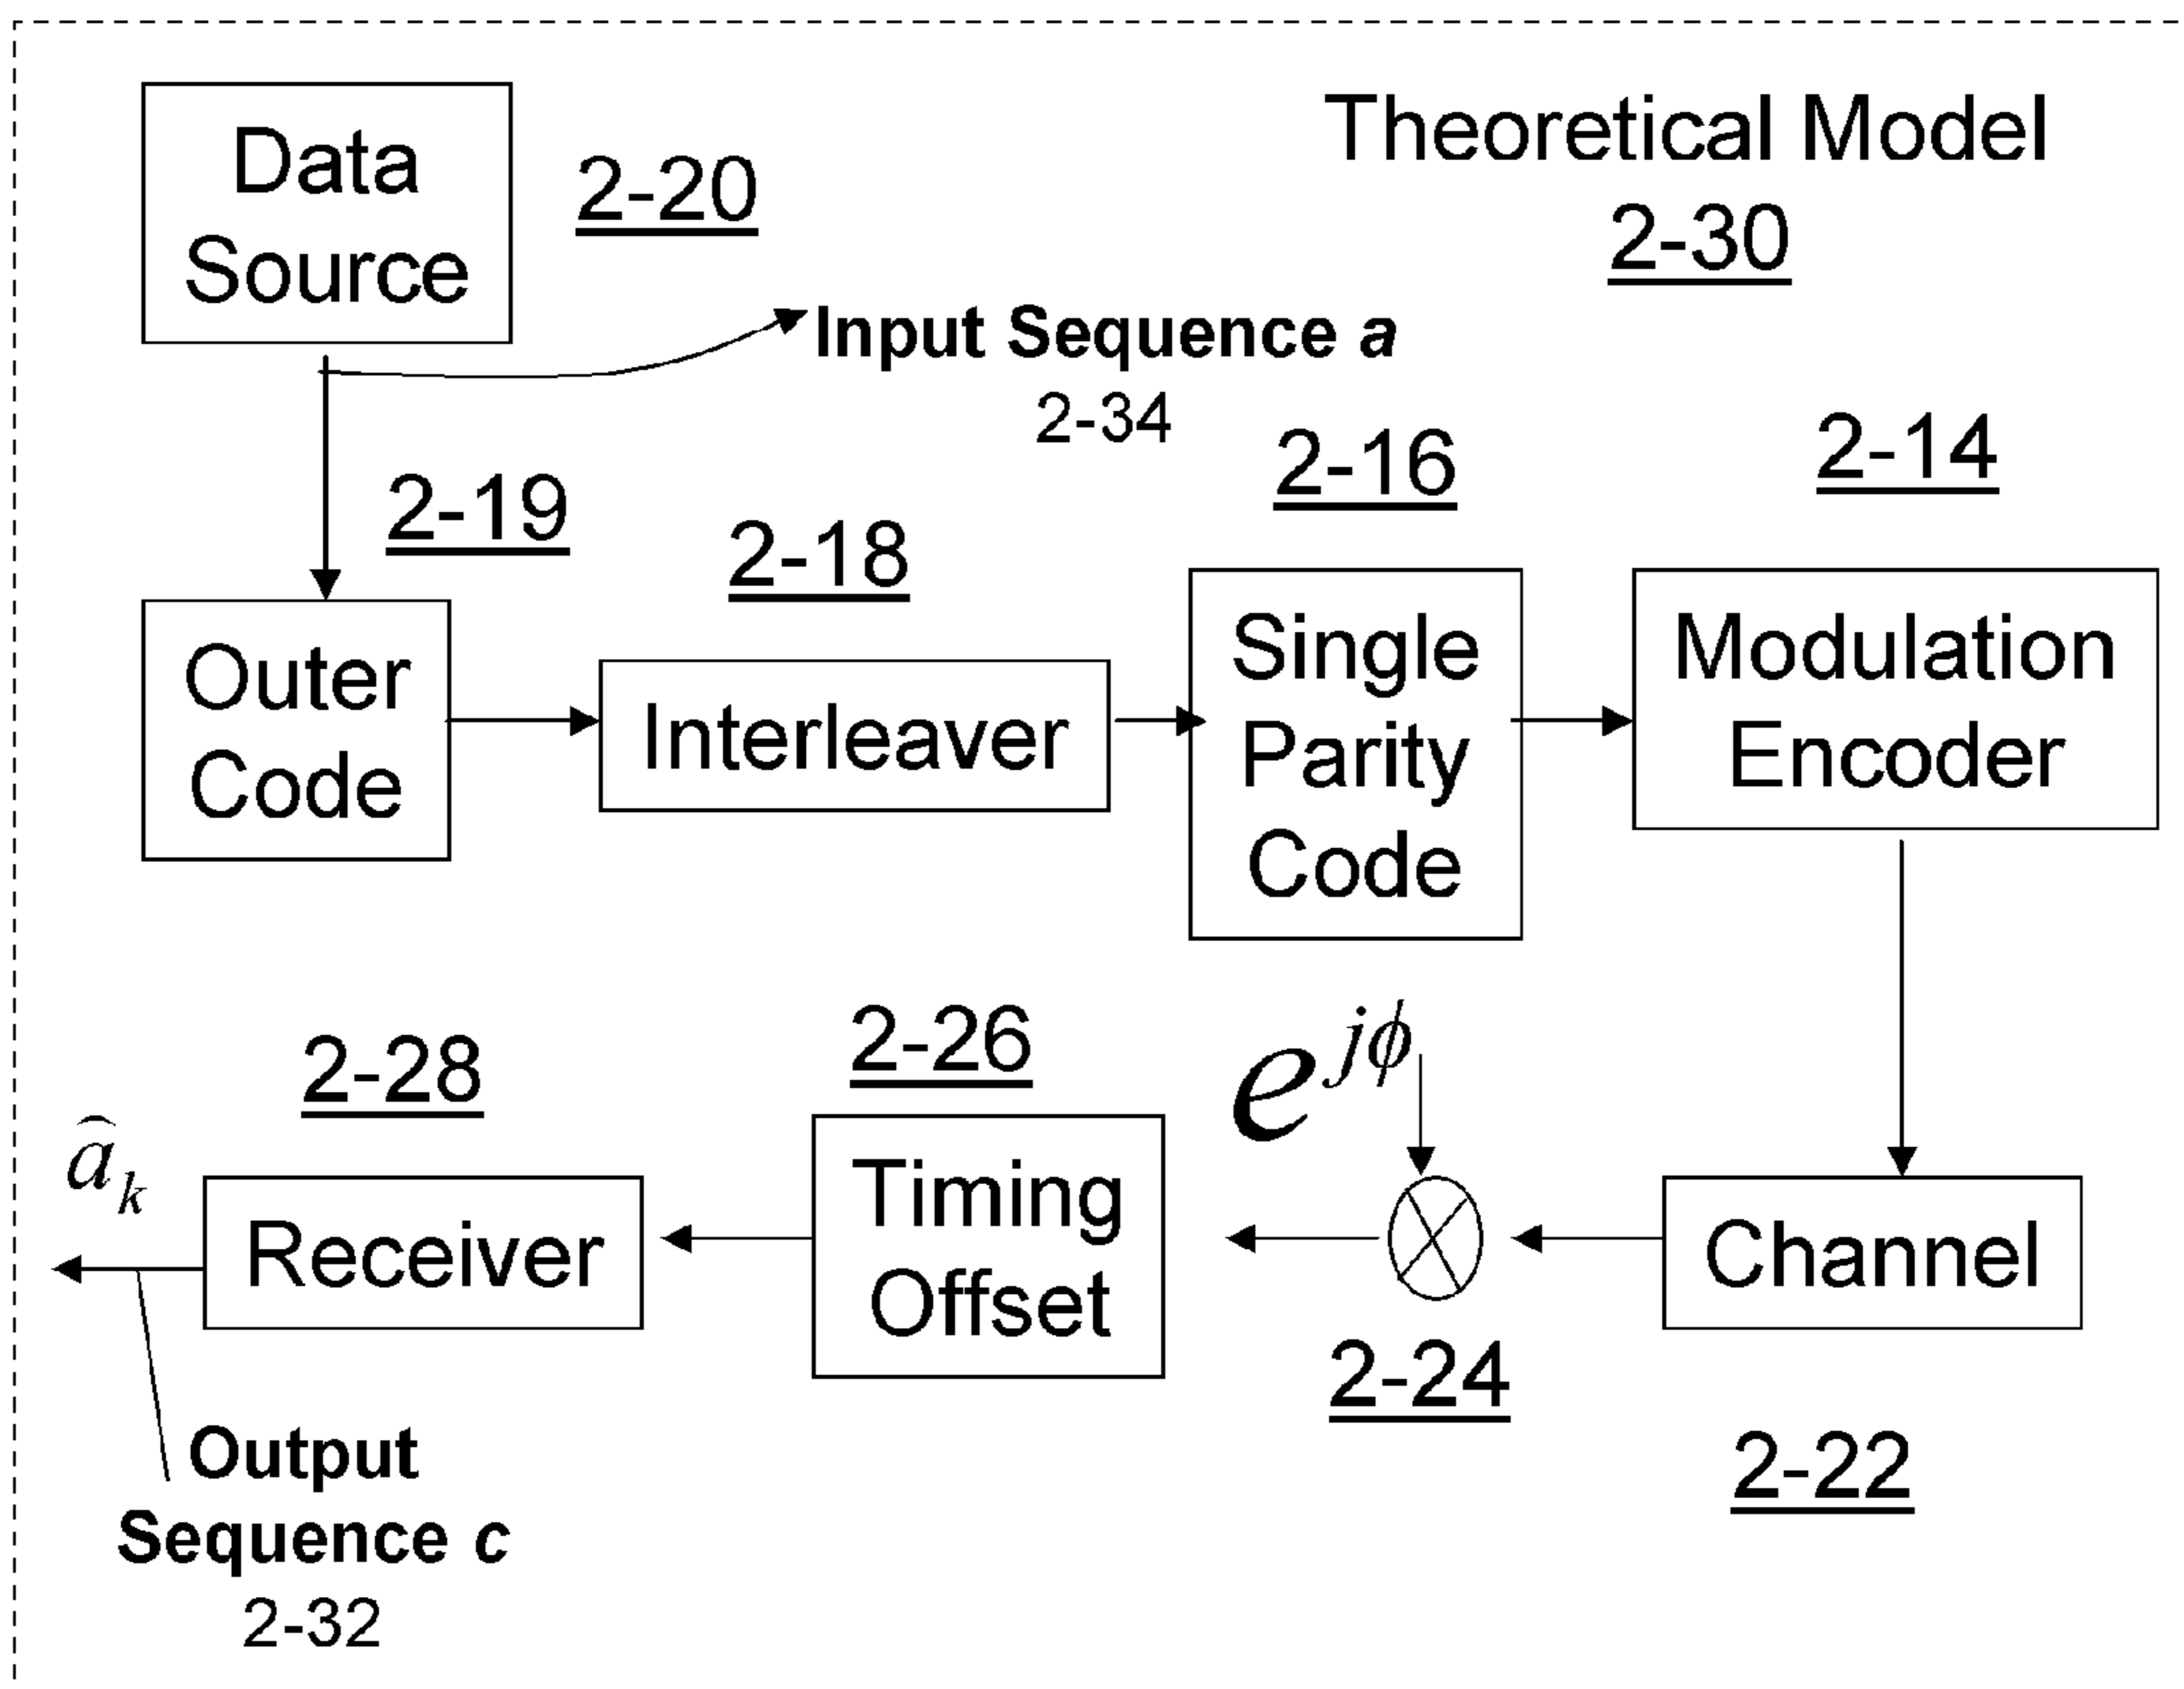 Data
Source
2-20
Theoretical Model
2-30
Input Sequence a
2-34
2-19
2-18
2-16
2-14
Outer
Code
Interleaver
Single
Parity
Code
Modulation
Encoder
2-28
2-26
e^{jϕ}
â_k
Receiver
Timing
Offset
Channel
2-24
2-22
Output
Sequence c
2-32